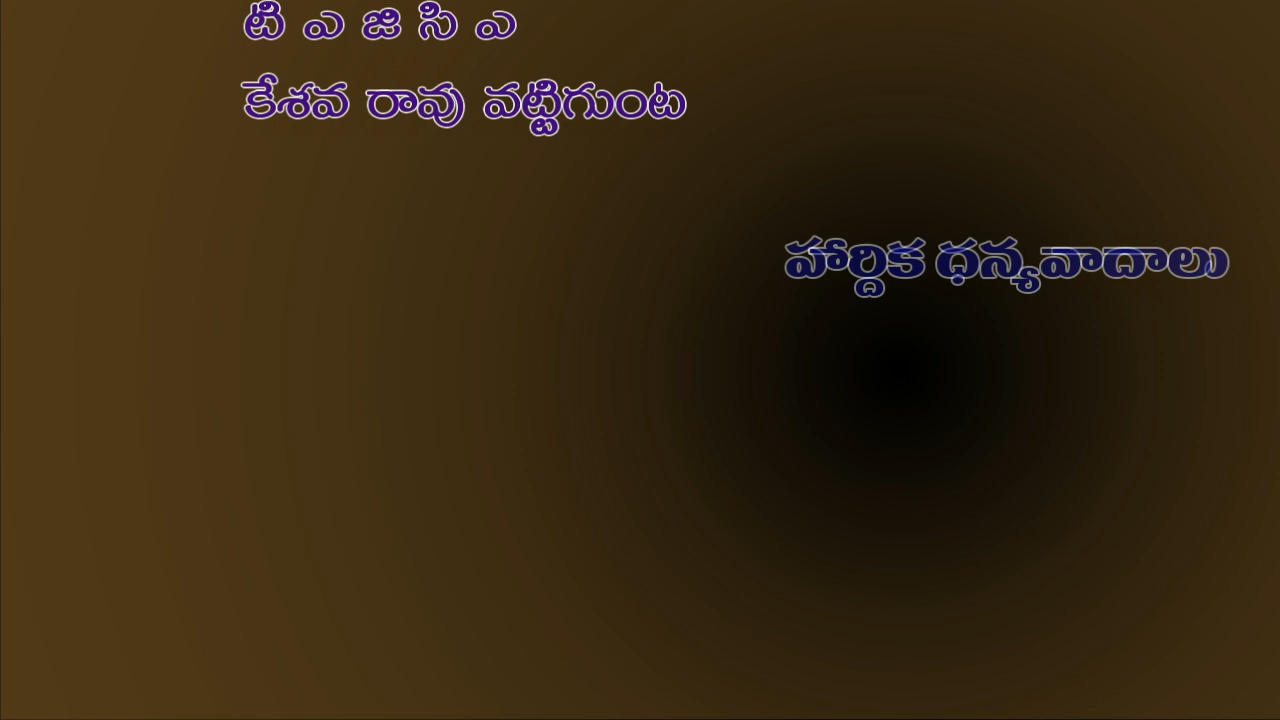 టి ఎ జి సి ఎ
కేశవ రావు వట్టిగుంట
హార్దిక ధన్యవాదాలు